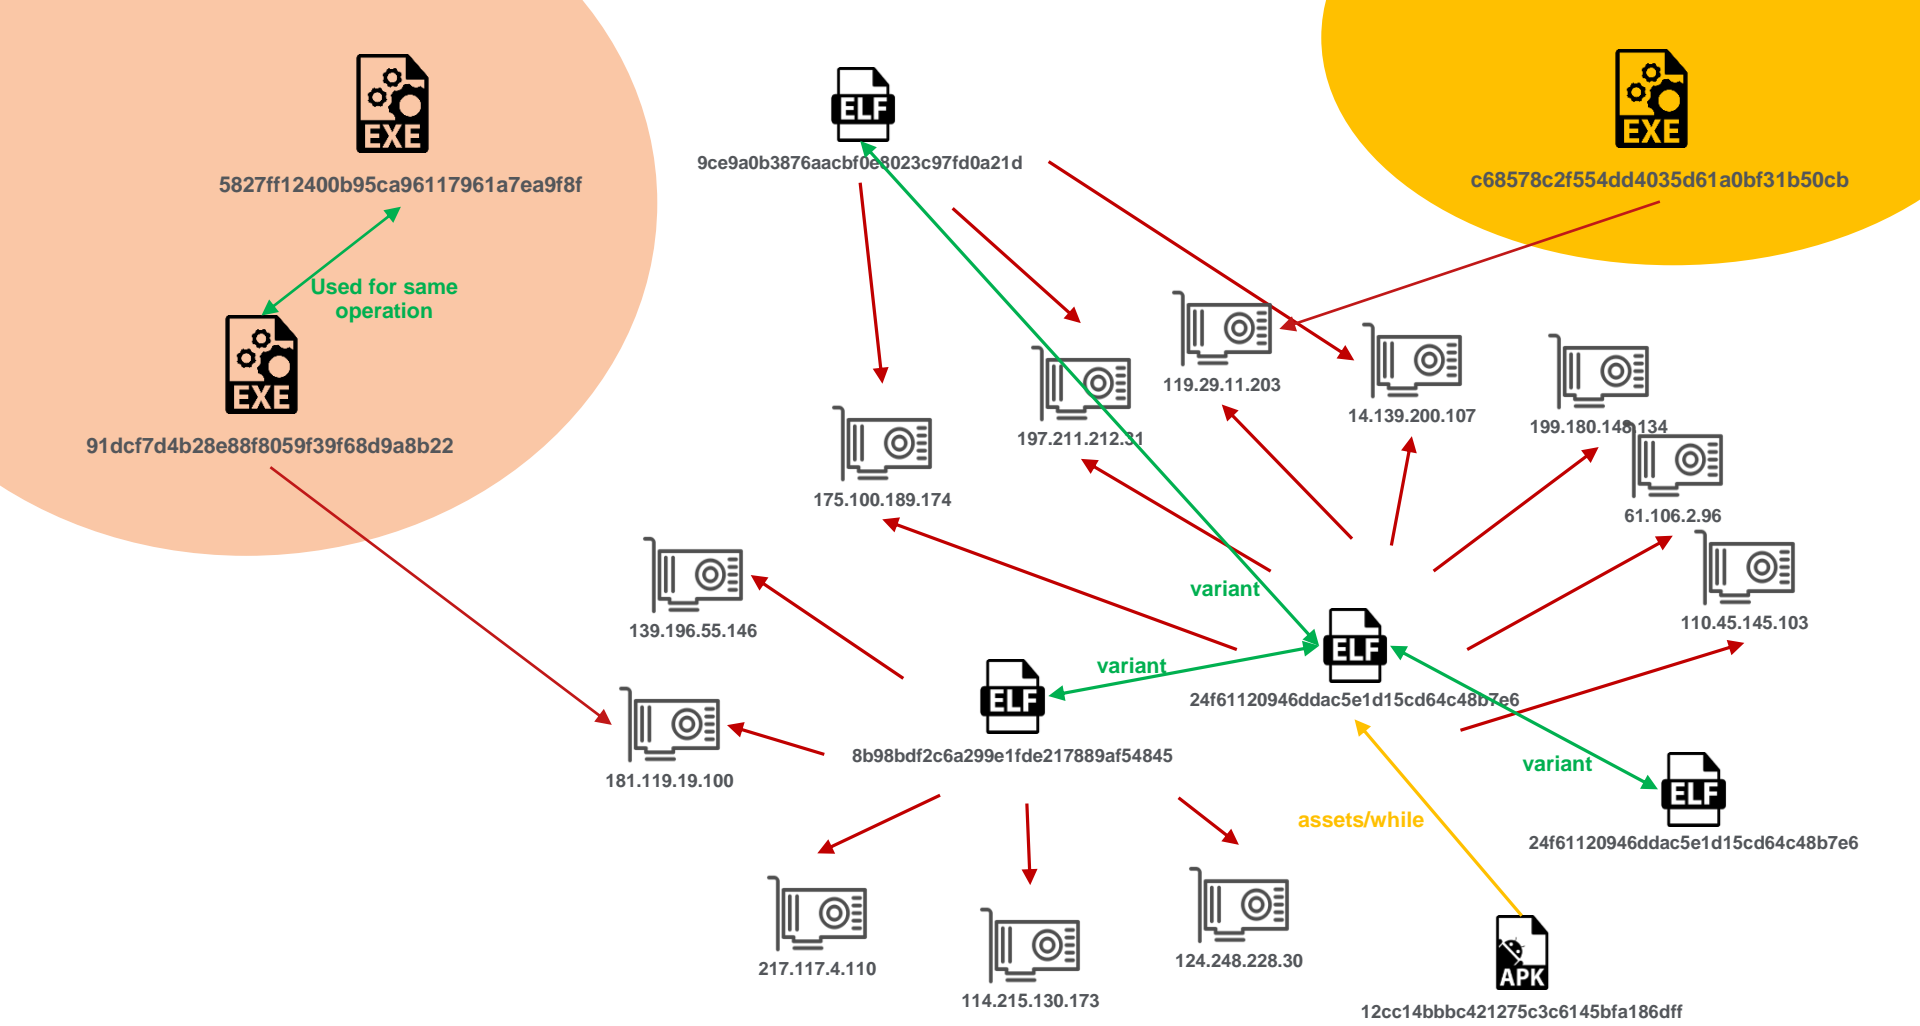 EXE
5827ff12400b95ca96117961a7ea9f8f
Used for same
operation
EXE
91dcf7d4b28e88f8059f39f68d9a8b22
ELF
9ce9a0b3876aacbf0e8023c97fd0a21d
EXE
c68578c2f554dd4035d61a0bf31b50cb
119.29.11.203
14.139.200.107
199.180.148.134
197.211.212.31
175.100.189.174
61.106.2.96
110.45.145.103
139.196.55.146
variant
ELF
24f61120946ddac5e1d15cd64c48b7e6
variant
ELF
8b98bdf2c6a299e1fde217889af54845
181.119.19.100
variant
ELF
24f61120946ddac5e1d15cd64c48b7e6
assets/while
217.117.4.110
114.215.130.173
124.248.228.30
APK
12cc14bbbc421275c3c6145bfa186dff